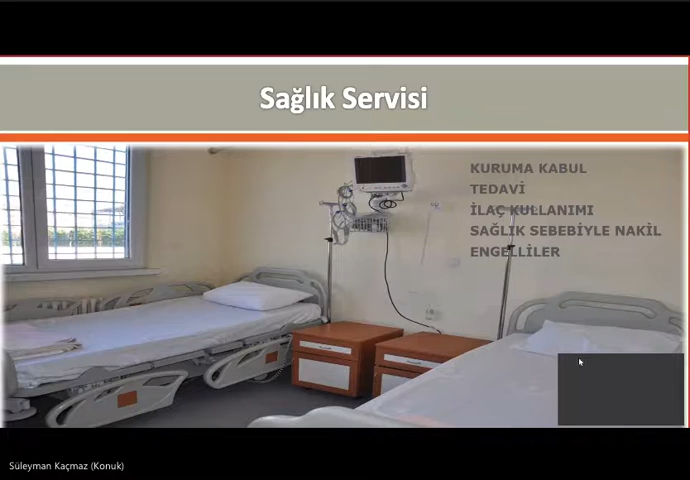 Sağlık Servisi
KURUMA KABUL
TEDAVİ
İLAÇ KULLANIMI
SAĞLIK SEBEBİYLE NAKİL
ENGELLİLER
Süleyman Kaçmaz (Konuk)